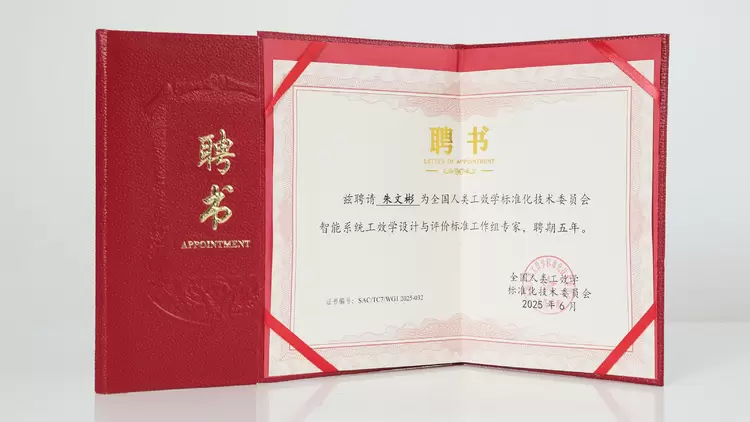 聘
书
APPOINTMENT
聘书
LETTER OF APPOINTMENT
兹聘请 朱文彬 为全国人类工效学标准化技术委员会
智能系统工效学设计与评价标准工作组专家,聘期五年。
全国人类工效学
标准化技术委员会
2025年6月
证书编号:SAC/TC7/WG1 2025-032